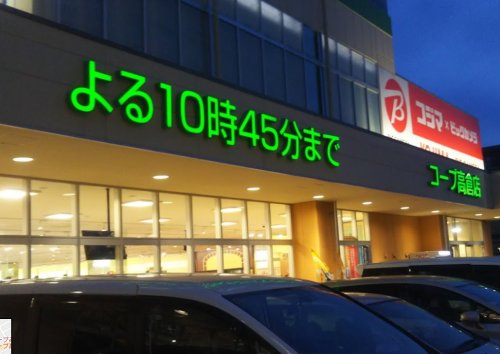 よる10時45分まで
コジマ×ビックカメラ
コープ高倉店